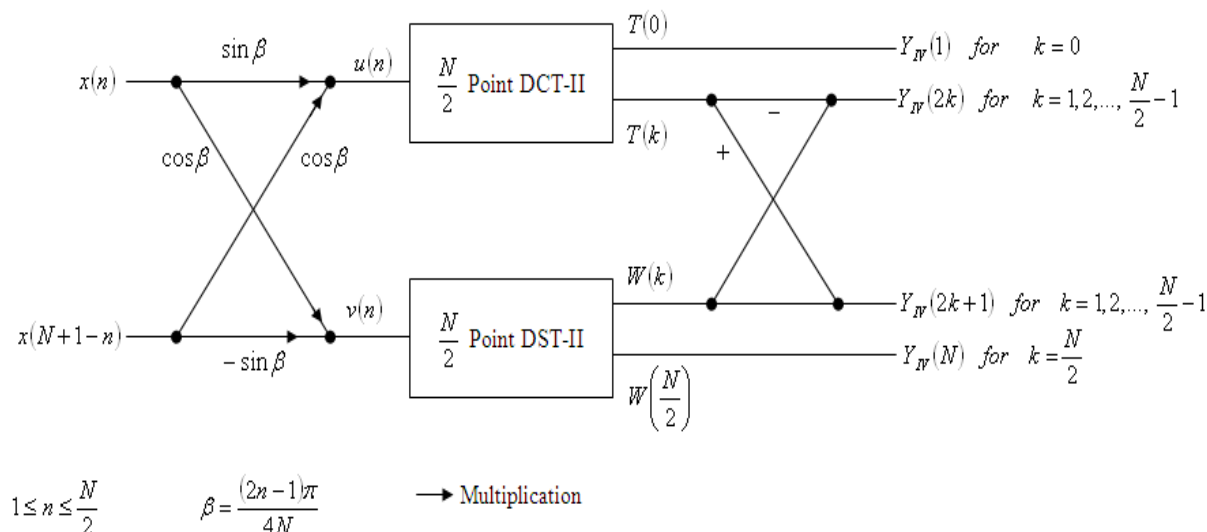 T(0)
sin β
Y_IV(1) for k = 0
x(n)
u(n)
N/2 Point DCT-II
−
Y_IV(2k) for k = 1,2,..., N/2 −1
T(k)
+
cos β
cos β
W(k)
v(n)
Y_IV(2k+1) for k = 1,2,..., N/2 −1
x(N+1−n)
N/2 Point DST-II
− sin β
Y_IV(N) for k = N/2
W(N/2)
1 ≤ n ≤ N/2
β = (2n−1)π/4N
Multiplication